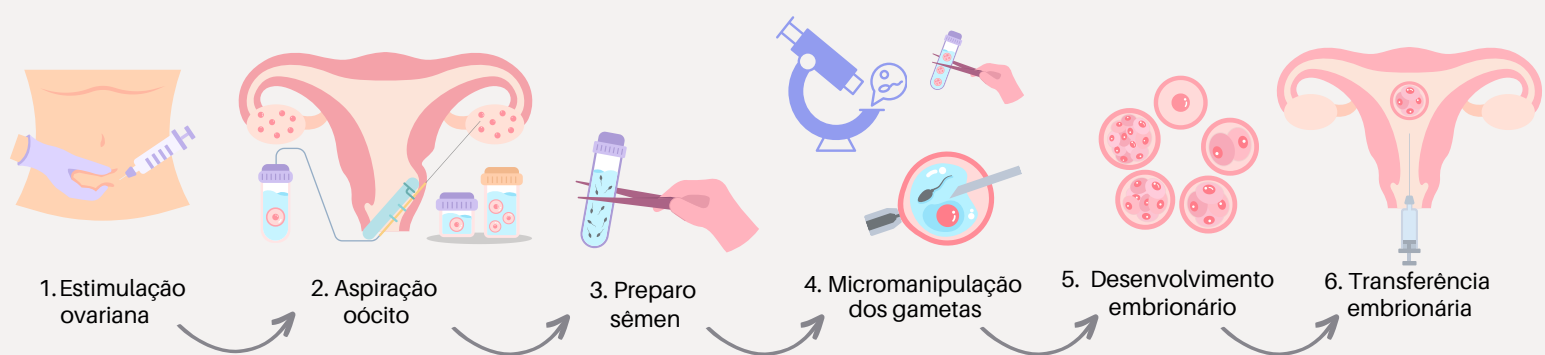 1. Estimulação
ovariana
2. Aspiração
oócito
3. Preparo
sêmen
4. Micromanipulação
dos gametas
5. Desenvolvimento
embrionário
6. Transferência
embrionária